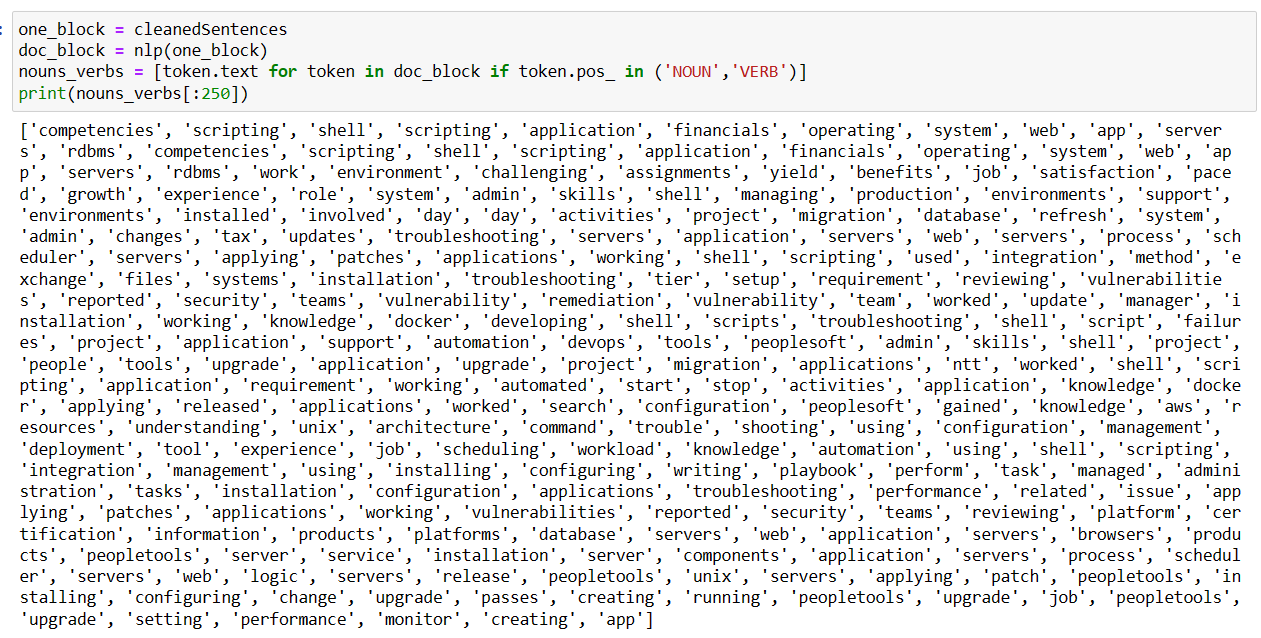 one_block = cleanedSentences
doc_block = nlp(one_block)
nouns_verbs = [token.text for token in doc_block if token.pos_ in ('NOUN','VERB')]
print(nouns_verbs[:250])
['competencies', 'scripting', 'shell', 'scripting', 'application', 'financials', 'operating', 'system', 'web', 'app', 'server
s', 'rdbms', 'competencies', 'scripting', 'shell', 'scripting', 'application', 'financials', 'operating', 'system', 'web', 'ap
p', 'servers', 'rdbms', 'work', 'environment', 'challenging', 'assignments', 'yield', 'benefits', 'job', 'satisfaction', 'pace
d', 'growth', 'experience', 'role', 'system', 'admin', 'skills', 'shell', 'managing', 'production', 'environments', 'support',
'environments', 'installed', 'involved', 'day', 'day', 'activities', 'project', 'migration', 'database', 'refresh', 'system',
'admin', 'changes', 'tax', 'updates', 'troubleshooting', 'servers', 'application', 'servers', 'web', 'servers', 'process', 'sch
eduler', 'servers', 'applying', 'patches', 'applications', 'working', 'shell', 'scripting', 'used', 'integration', 'method', 'e
xchange', 'files', 'systems', 'installation', 'troubleshooting', 'tier', 'setup', 'requirement', 'reviewing', 'vulnerabilitie
s', 'reported', 'security', 'teams', 'vulnerability', 'remediation', 'vulnerability', 'team', 'worked', 'update', 'manager', 'i
nstallation', 'working', 'knowledge', 'docker', 'developing', 'shell', 'scripts', 'troubleshooting', 'shell', 'script', 'failur
es', 'project', 'application', 'support', 'automation', 'devops', 'tools', 'peoplesoft', 'admin', 'skills', 'shell', 'project',
'people', 'tools', 'upgrade', 'application', 'upgrade', 'project', 'migration', 'applications', 'ntt', 'worked', 'shell', 'scri
pting', 'application', 'requirement', 'working', 'automated', 'start', 'stop', 'activities', 'application', 'knowledge', 'docke
r', 'applying', 'released', 'applications', 'worked', 'search', 'configuration', 'peoplesoft', 'gained', 'knowledge', 'aws', 'r
esources', 'understanding', 'unix', 'architecture', 'command', 'trouble', 'shooting', 'using', 'configuration', 'management',
'deployment', 'tool', 'experience', 'job', 'scheduling', 'workload', 'knowledge', 'automation', 'using', 'shell', 'scripting',
'integration', 'management', 'using', 'installing', 'configuring', 'writing', 'playbook', 'perform', 'task', 'managed', 'admini
stration', 'tasks', 'installation', 'configuration', 'applications', 'troubleshooting', 'performance', 'related', 'issue', 'app
lying', 'patches', 'applications', 'working', 'vulnerabilities', 'reported', 'security', 'teams', 'reviewing', 'platform', 'cer
tification', 'information', 'products', 'platforms', 'database', 'servers', 'web', 'application', 'servers', 'browsers', 'produ
cts', 'peopletools', 'server', 'service', 'installation', 'server', 'components', 'application', 'servers', 'process', 'schedul
er', 'servers', 'web', 'logic', 'servers', 'release', 'peopletools', 'unix', 'servers', 'applying', 'patch', 'peopletools', 'in
stalling', 'configuring', 'change', 'upgrade', 'passes', 'creating', 'running', 'peopletools', 'upgrade', 'job', 'peopletools',
'upgrade', 'setting', 'performance', 'monitor', 'creating', 'app']